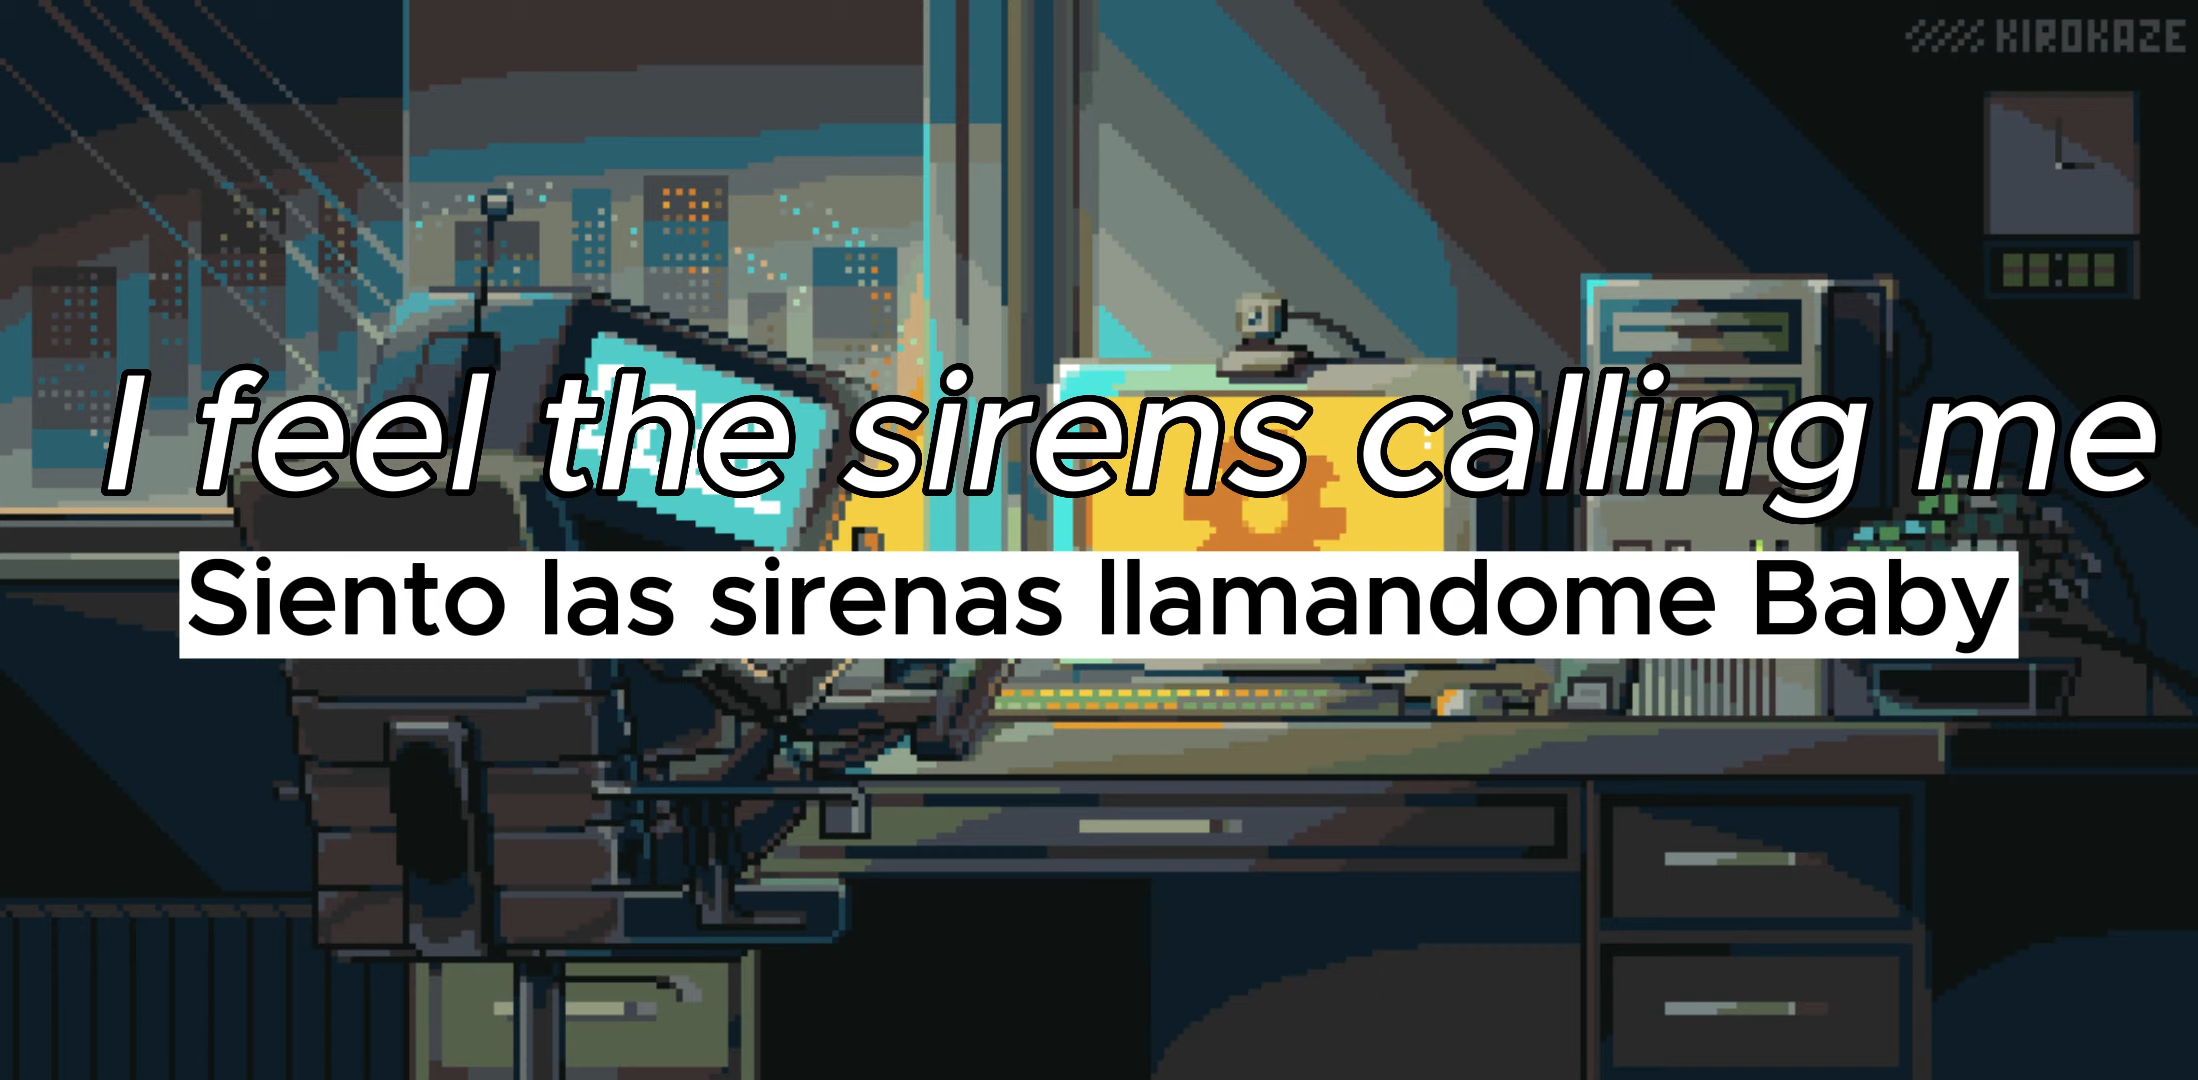 KIROKAZE
I feel the sirens calling me
Siento las sirenas llamandome Baby